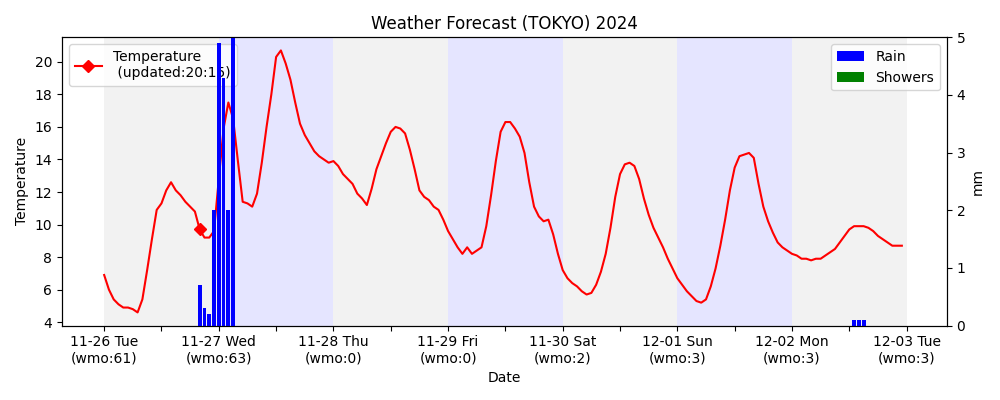 Weather Forecast (TOKYO) 2024
Temperature
(updated:20:15)
Rain
Showers
20
18
16
14
12
10
8
6
4
Temperature
5
4
3
2
1
0
mm
11-26 Tue
(wmo:61)
11-27 Wed
(wmo:63)
11-28 Thu
(wmo:0)
11-29 Fri
(wmo:0)
11-30 Sat
(wmo:2)
12-01 Sun
(wmo:3)
12-02 Mon
(wmo:3)
12-03 Tue
(wmo:3)
Date